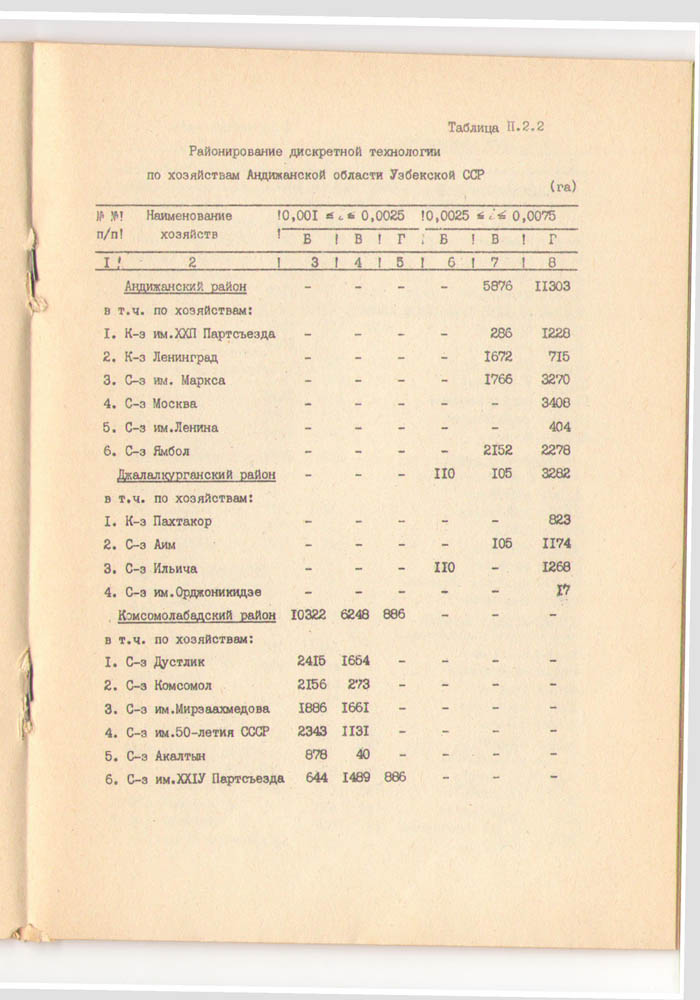 Таблица П.2.2
Районирование дискретной технологии
по хозяйствам Андижанской области Узбекской ССР
(га)
№ №! Наименование !0,001 ≤ i ≤ 0,0025 !0,0025 ≤ i ≤ 0,0075
п/п! хозяйств ! Б ! В ! Г ! Б ! В ! Г
1 ! 2 ! 3 ! 4 ! 5 ! 6 ! 7 ! 8
Андижанский район - - - - 5876 11303
в т.ч. по хозяйствам:
1. К-з им.ХХП Партсъезда - - - - 286 1228
2. К-з Ленинград - - - - 1672 715
3. С-з им. Маркса - - - - 1766 3270
4. С-з Москва - - - - - 3408
5. С-з им.Ленина - - - - - 404
6. С-з Ямбол - - - - 2152 2278
Джалалкурганский район - - - 110 105 3282
в т.ч. по хозяйствам:
1. К-з Пахтакор - - - - - 823
2. С-з Аим - - - - 105 1174
3. С-з Ильича - - - 110 - 1268
4. С-з им.Орджоникидзе - - - - - 17
Комсомолабадский район 10322 6248 886 - - -
в т.ч. по хозяйствам:
1. С-з Дустлик 2415 1654 - - - -
2. С-з Комсомол 2156 273 - - - -
3. С-з им.Мирзаахмедова 1886 1661 - - - -
4. С-з им.50-летия СССР 2343 1131 - - - -
5. С-з Акалтын 878 40 - - - -
6. С-з им.ХХ1У Партсъезда 644 1489 886 - - -